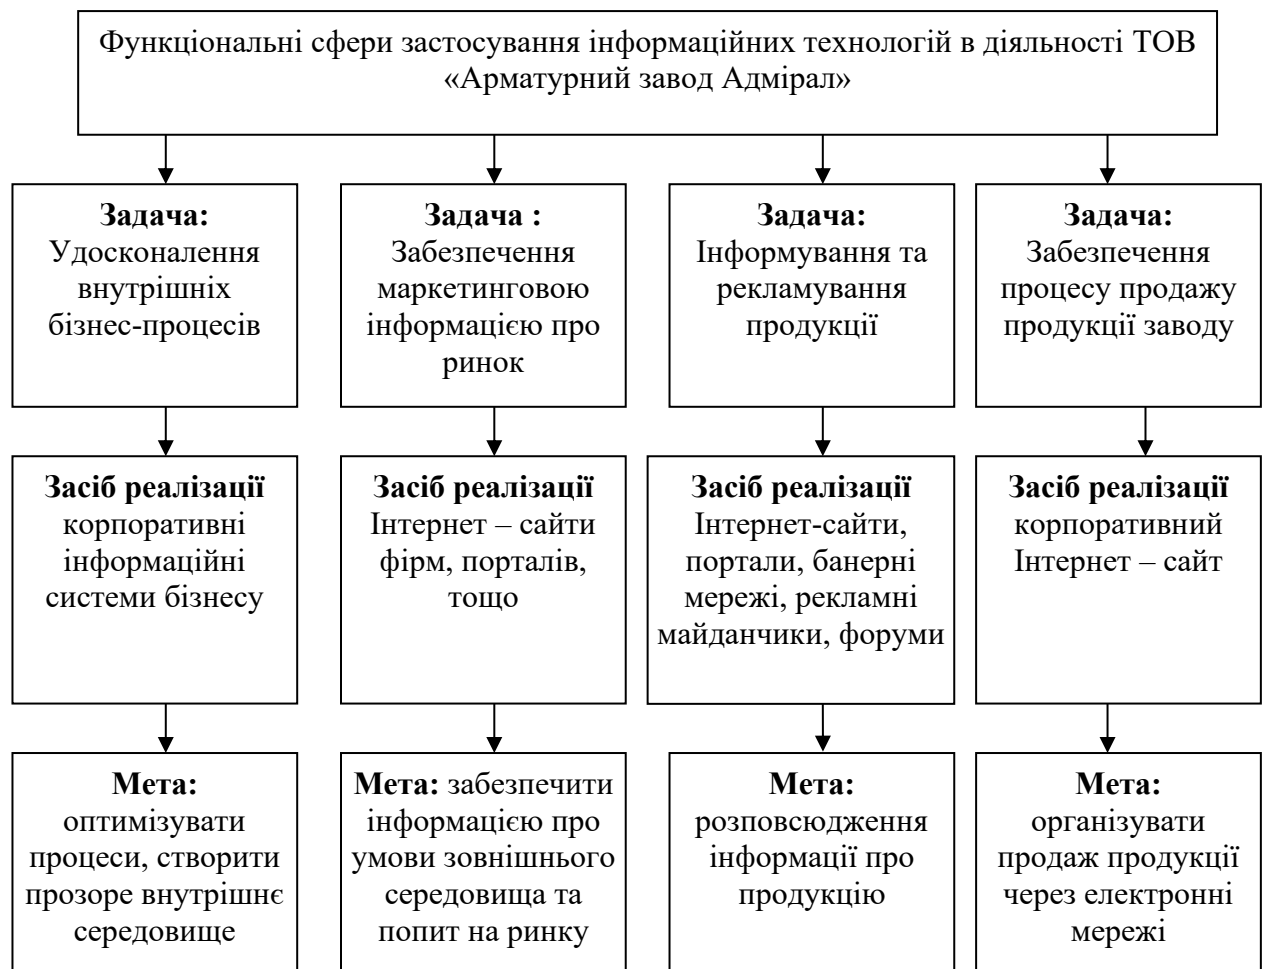 Функціональні сфери застосування інформаційних технологій в діяльності ТОВ
«Арматурний завод Адмірал»
Задача:
Удосконалення
внутрішніх
бізнес-процесів
Задача :
Забезпечення
маркетинговою
інформацією про
ринок
Задача:
Інформування та
рекламування
продукції
Задача:
Забезпечення
процесу продажу
продукції заводу
Засіб реалізації
корпоративні
інформаційні
системи бізнесу
Засіб реалізації
Інтернет – сайти
фірм, порталів,
тощо
Засіб реалізації
Інтернет-сайти,
портали, банерні
мережі, рекламні
майданчики, форуми
Засіб реалізації
корпоративний
Інтернет – сайт
Мета:
оптимізувати
процеси, створити
прозоре внутрішнє
середовище
Мета: забезпечити
інформацією про
умови зовнішнього
середовища та
попит на ринку
Мета:
розповсюдження
інформації про
продукцію
Мета:
організувати
продаж продукції
через електронні
мережі